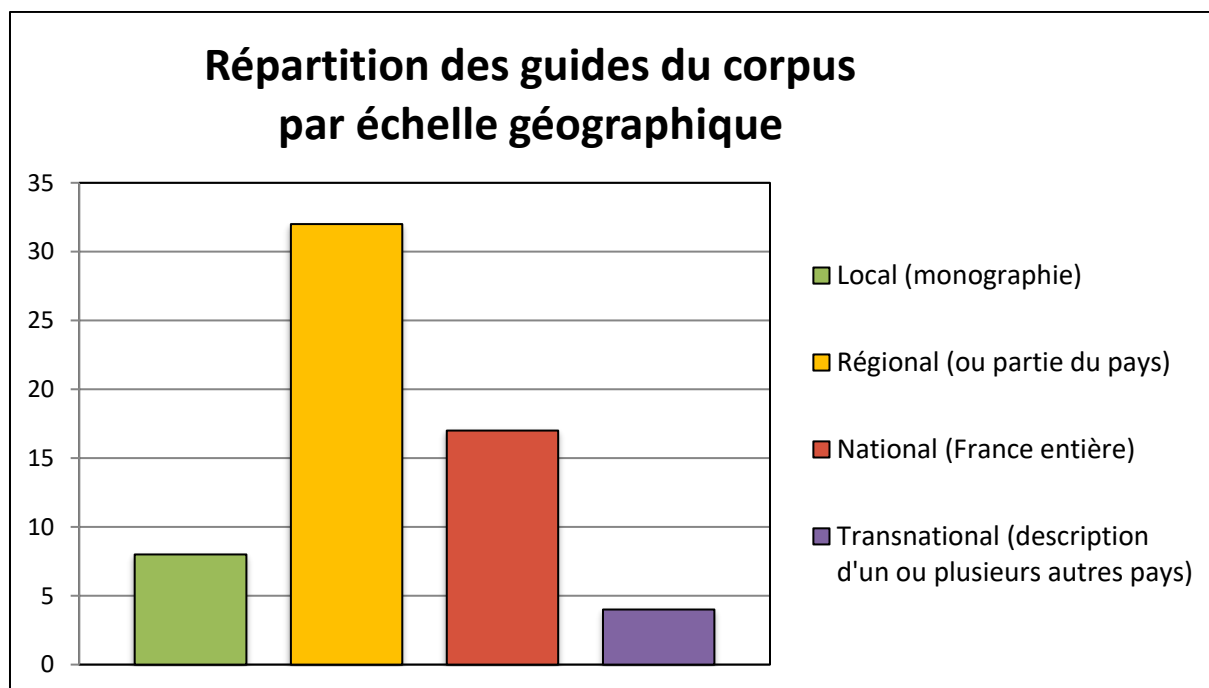 Répartition des guides du corpus
par échelle géographique
35
30
25
20
15
10
5
0
Local (monographie)
Régional (ou partie du pays)
National (France entière)
Transnational (description
d'un ou plusieurs autres pays)